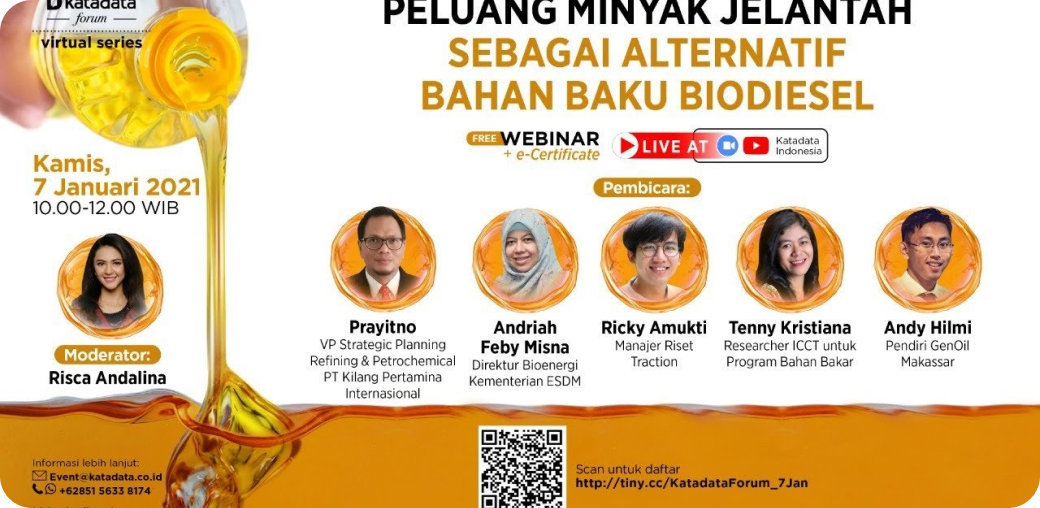 katadata
forum
virtual series
PELUANG MINYAK JELANTAH
SEBAGAI ALTERNATIF
BAHAN BAKU BIODIESEL
FREE WEBINAR
+ e-Certificate
LIVE AT
Katadata
Indonesia
Kamis,
7 Januari 2021
10.00-12.00 WIB
Pembicara:
Moderator:
Risca Andalina
Prayitno
VP Strategic Planning
Refining & Petrochemical
PT Kilang Pertamina
Internasional
Andriah
Feby Misna
Direktur Bioenergi
Kementerian ESDM
Ricky Amukti
Manajer Riset
Traction
Tenny Kristiana
Researcher ICCT untuk
Program Bahan Bakar
Andy Hilmi
Pendiri GenOil
Makassar
Informasi lebih lanjut:
Event@katadata.co.id
+62851 5633 8174
Scan untuk daftar
http://tiny.cc/KatadataForum_7Jan